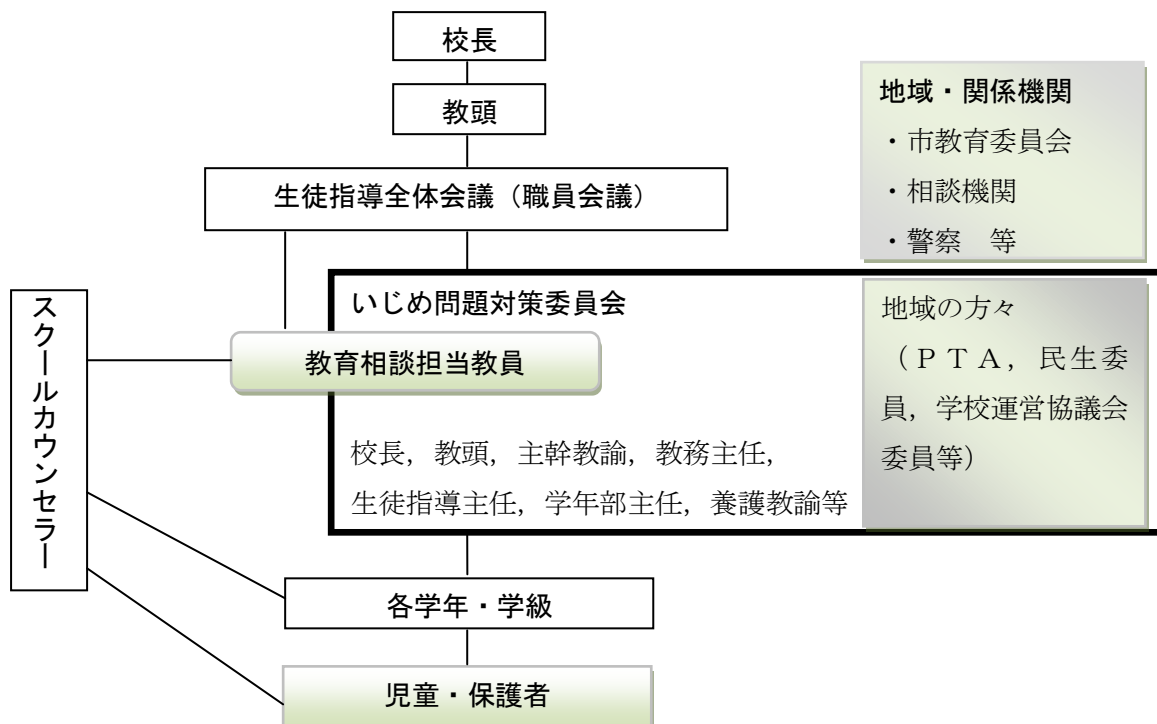 校長
教頭
生徒指導全体会議（職員会議）
地域・関係機関
・市教育委員会
・相談機関
・警察　等
スクールカウンセラー
いじめ問題対策委員会
教育相談担当教員
校長，教頭，主幹教諭，教務主任，
生徒指導主任，学年部主任，養護教諭等
地域の方々
（ＰＴＡ，民生委
員，学校運営協議会
委員等）
各学年・学級
児童・保護者